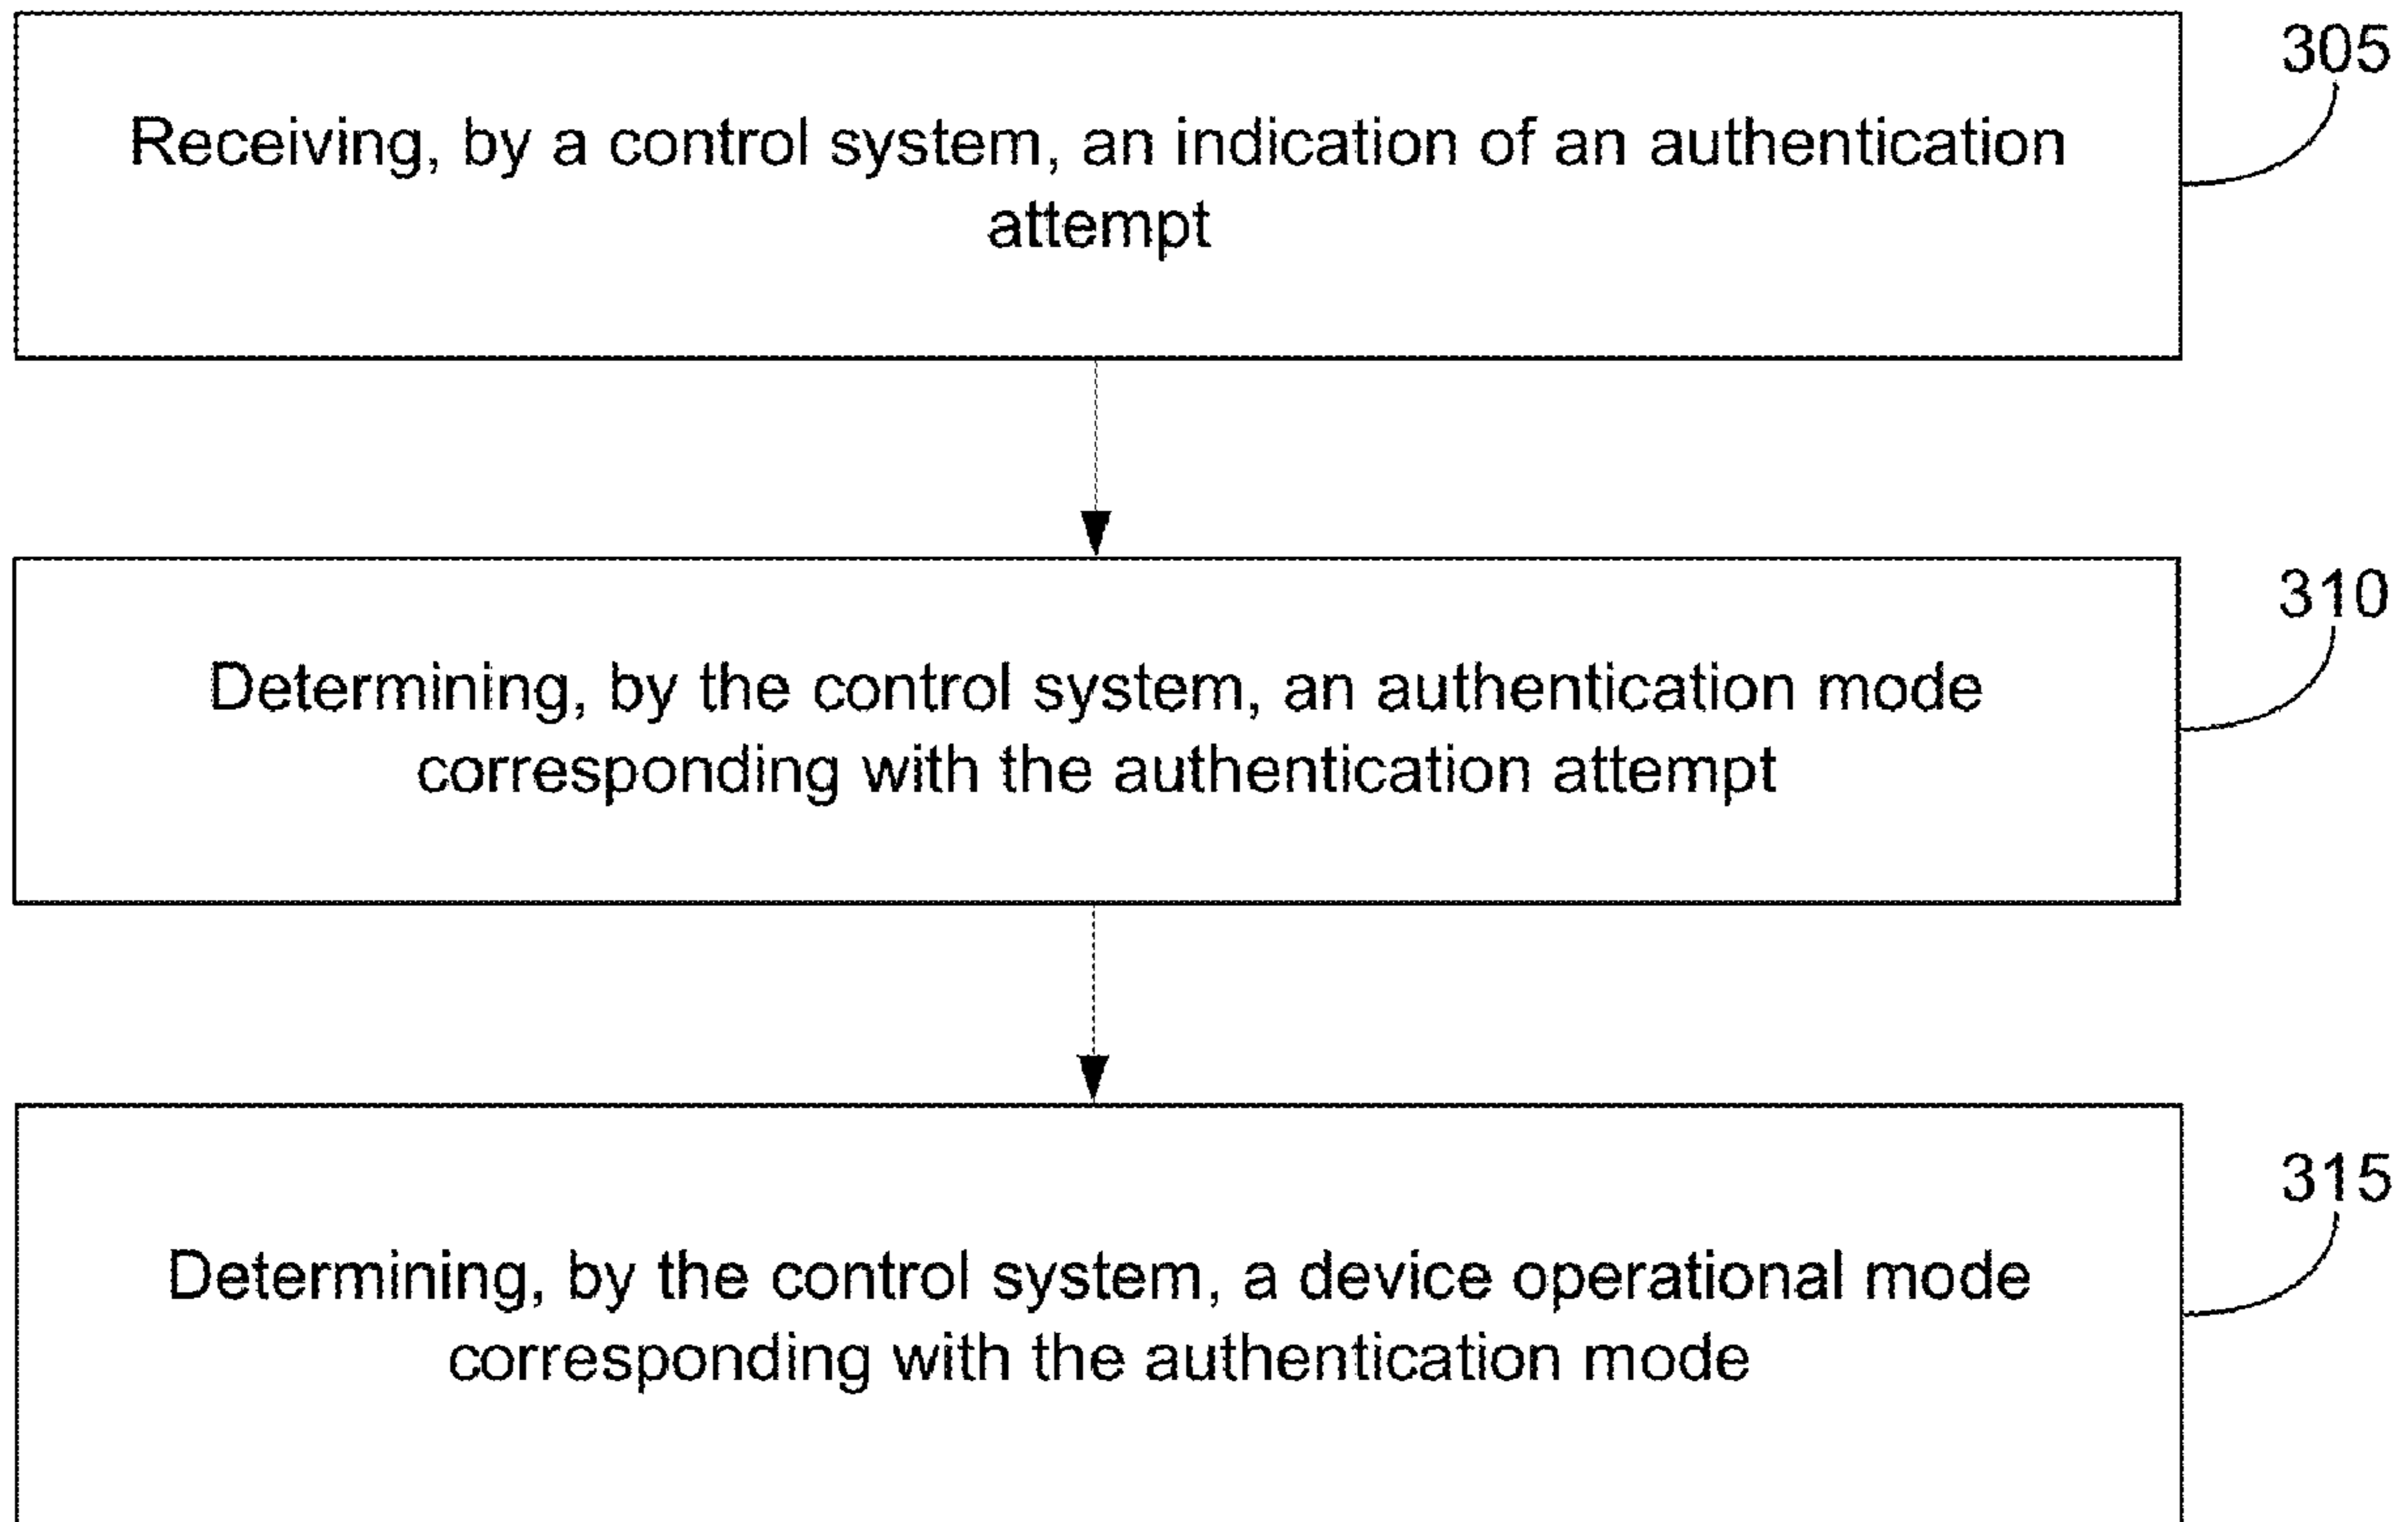 305
Receiving, by a control system, an indication of an authentication
attempt
310
Determining, by the control system, an authentication mode
corresponding with the authentication attempt
315
Determining, by the control system, a device operational mode
corresponding with the authentication mode